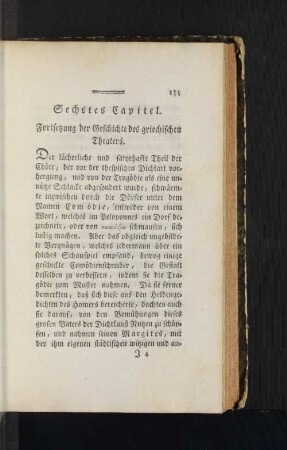 135
Sechstes Capitel.
Fortsetzung der Geschichte des griechischen
Theaters.
Der lächerliche und scherzhafte Theil der
Chöre, der vor der thespischen Dichtart vor-
hergieng, und von der Tragödie als eine un-
nütze Schlacke abgesondert wurde, schwärm-
te inzwischen durch die Dörfer unter dem
Namen Comödie, entweder von einem
Wort, welches im Peloponnes ein Dorf be-
zeichnete, oder von schmausen, sich
lustig machen. Aber das obgleich ungebilde-
te Vergnügen, welches jedermann über ein
solches Schauspiel empfand, bewog einige
geschickte Comödienschreiber, die Gestalt
desselben zu verbessern, indem sie die Tra-
gödie zum Muster nahmen. Da sie ferner
bemerkten, daß sich diese aus den Heldenge-
dichten des Homers bereicherte, dachten auch
sie darauf, von den Bemühungen dieses
großen Vaters der Dichtkunst Nutzen zu schöp-
fen, und nahmen seinen Margites, mit
der ihm eigenen städtischen witzigen und an-
J 4